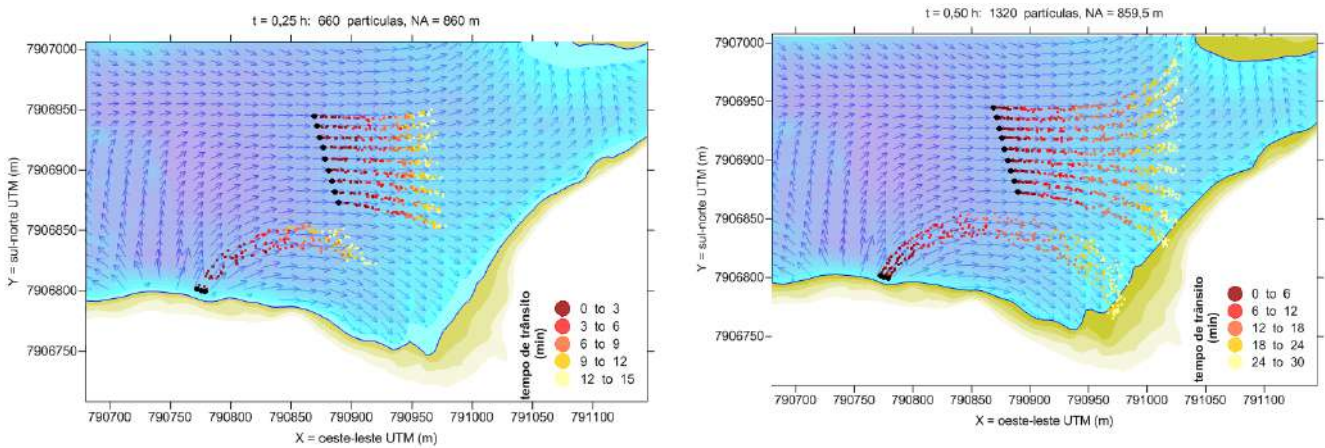 t = 0,25 h: 660 partículas, NA = 860 m
7907000
7906950
7906900
7906850
7906800
7906750
Y = sul-norte UTM (m)
tempo de trânsito
(min)
0 to 3
3 to 6
6 to 9
9 to 12
12 to 15
790700 790750 790800 790850 790900 790950 791000 791050 791100
X = oeste-leste UTM (m)
t = 0,50 h: 1320 partículas, NA = 859,5 m
7907000
7906950
7906900
7906850
7906800
7906750
Y = sul-norte UTM (m)
tempo de trânsito
(min)
0 to 6
6 to 12
12 to 18
18 to 24
24 to 30
790700 790750 790800 790850 790900 790950 791000 791050 791100
X = oeste-leste UTM (m)